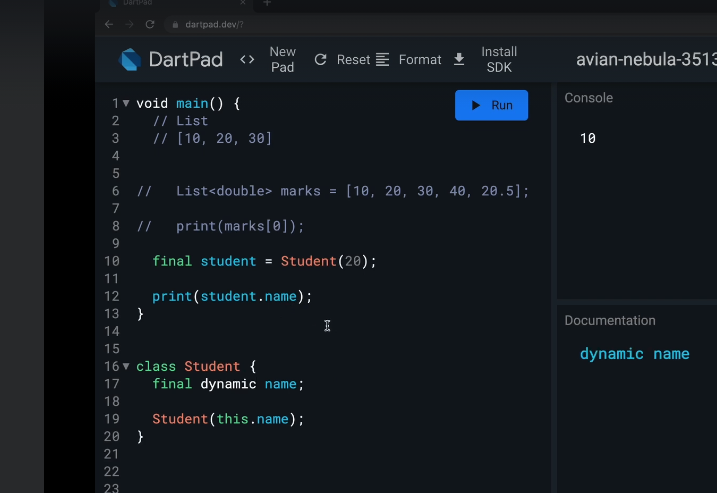 DartPad
dartpad.dev/?
DartPad
<> New Pad
Reset
Format
Install SDK
avian-nebula-3513
Run
1 void main() {
2 // List
3 // [10, 20, 30]
4
5
6 // List<double> marks = [10, 20, 30, 40, 20.5];
7
8 // print(marks[0]);
9
10 final student = Student(20);
11
12 print(student.name);
13 }
14
15
16 class Student {
17 final dynamic name;
18
19 Student(this.name);
20 }
21
22
23
Console
10
Documentation
dynamic name